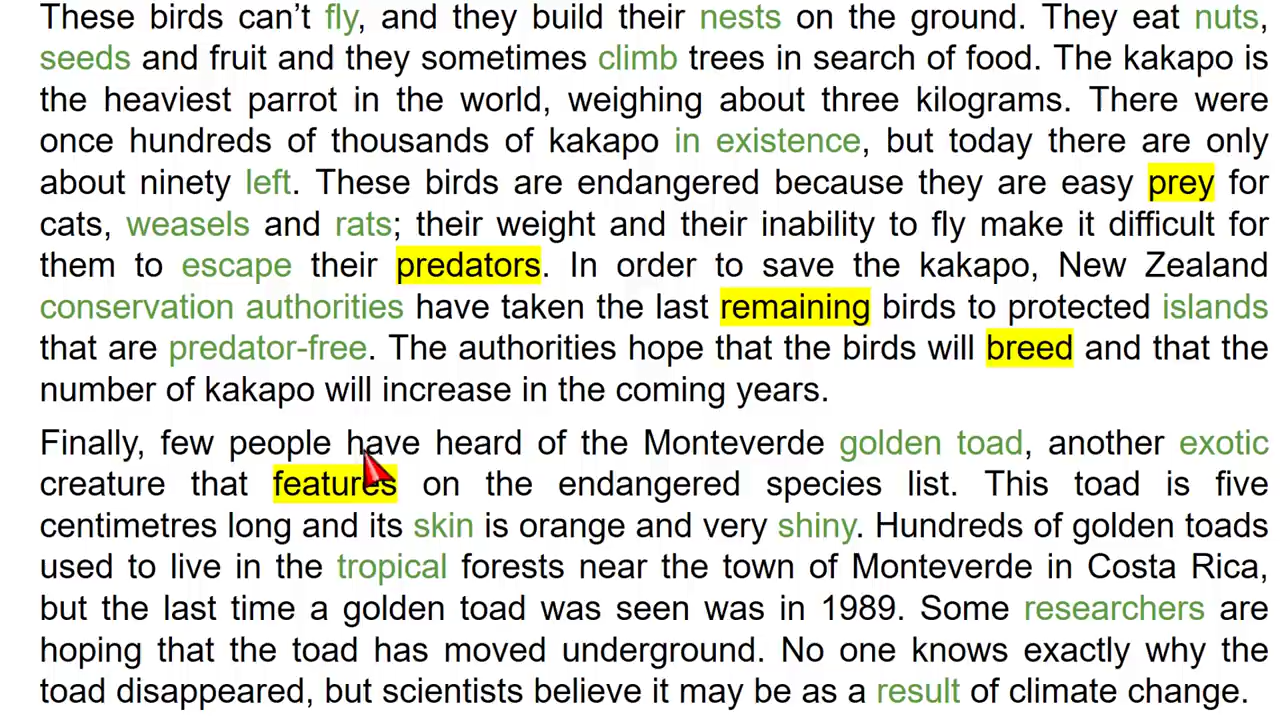 These birds can’t fly, and they build their nests on the ground. They eat nuts,
seeds and fruit and they sometimes climb trees in search of food. The kakapo is
the heaviest parrot in the world, weighing about three kilograms. There were
once hundreds of thousands of kakapo in existence, but today there are only
about ninety left. These birds are endangered because they are easy prey for
cats, weasels and rats; their weight and their inability to fly make it difficult for
them to escape their predators. In order to save the kakapo, New Zealand
conservation authorities have taken the last remaining birds to protected islands
that are predator-free. The authorities hope that the birds will breed and that the
number of kakapo will increase in the coming years.
Finally, few people have heard of the Monteverde golden toad, another exotic
creature that features on the endangered species list. This toad is five
centimetres long and its skin is orange and very shiny. Hundreds of golden toads
used to live in the tropical forests near the town of Monteverde in Costa Rica,
but the last time a golden toad was seen was in 1989. Some researchers are
hoping that the toad has moved underground. No one knows exactly why the
toad disappeared, but scientists believe it may be as a result of climate change.